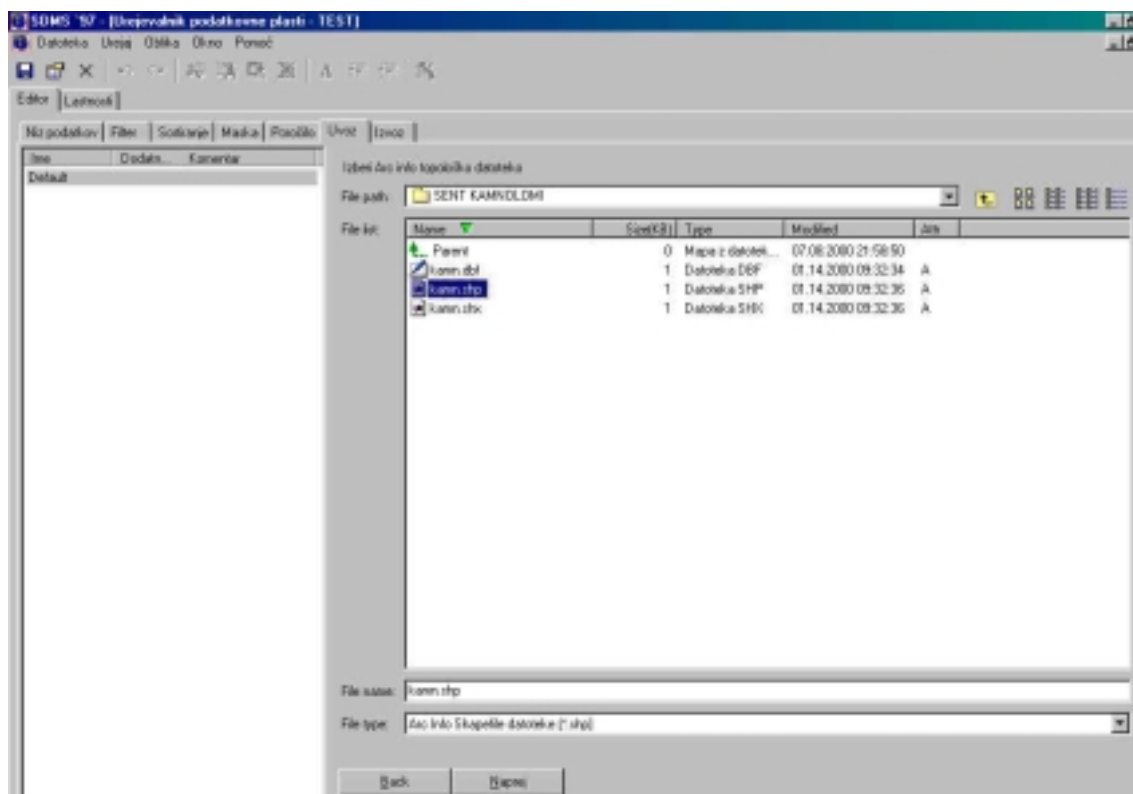 SDMS '97 - [Urejevalnik podatkovne plasti - TEST]
Datoteka Urejaj Oblika Okno Pomoč
Editor Lastnosti
Niz podatkov Filter Sortiranje Maska Poročilo Uvoz Izvoz
Ime Dodatn... Komentar
Default
Izberi Arc info topološka datoteka
File path: SENT KAMNOLOMI
File list: Name Size(KB) Type Modified Attr
Parent 0 Mapa z datotek... 07.08.2000 21:58:50
kamn.dbf 1 Datoteka DBF 01.14.2000 09:32:34 A
kamn.shp 1 Datoteka SHP 01.14.2000 09:32:36 A
kamn.shx 1 Datoteka SHX 01.14.2000 09:32:36 A
File name: kamn.shp
File type: Arc Info Shapefile datoteke (*.shp)
Back Naprej